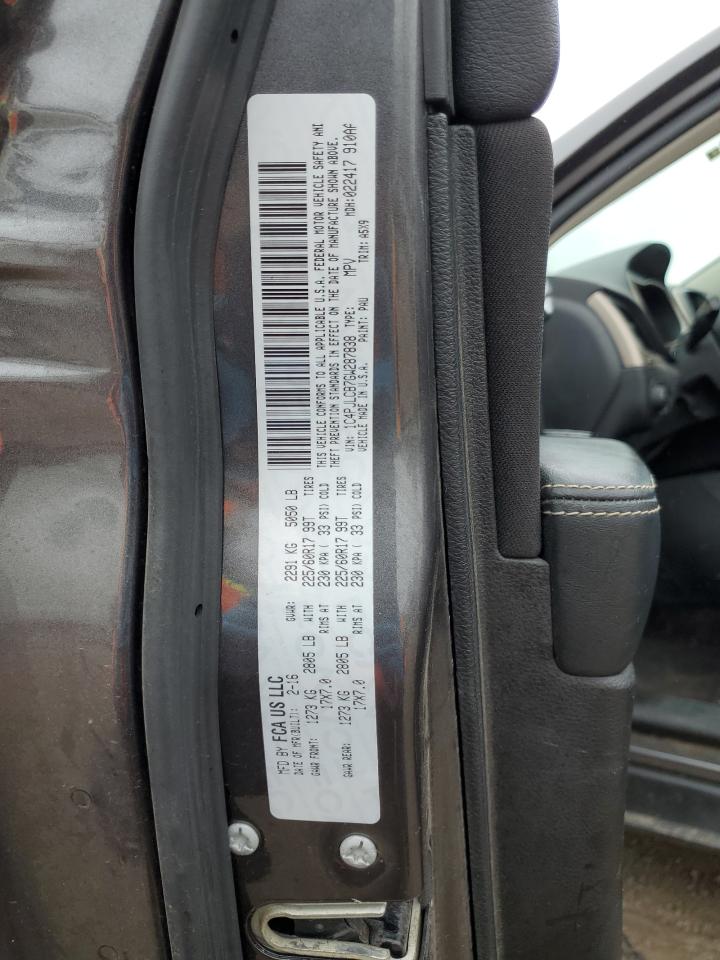 MFD BY FCA US LLC
DATE OF MFR(BUILT): 2-16 GVWR: 2291 KG 5050 LB
GAWR FRONT: 1273 KG 2805 LB WITH 225/60R17 99T TIRES
17X7.0 RIMS AT 230 KPA ( 33 PSI) COLD
GAWR REAR: 1273 KG 2805 LB WITH 225/60R17 99T TIRES
17X7.0 RIMS AT 230 KPA ( 33 PSI) COLD
THIS VEHICLE CONFORMS TO ALL APPLICABLE U.S.A. FEDERAL MOTOR VEHICLE SAFETY AND
THEFT PREVENTION STANDARDS IN EFFECT ON THE DATE OF MANUFACTURE SHOWN ABOVE.
VIN: 1C4PJLCB7GW287838 TYPE: MPV MDH:022417 910AF
VEHICLE MADE IN U.S.A. PAINT: PAU TRIM: A5X9